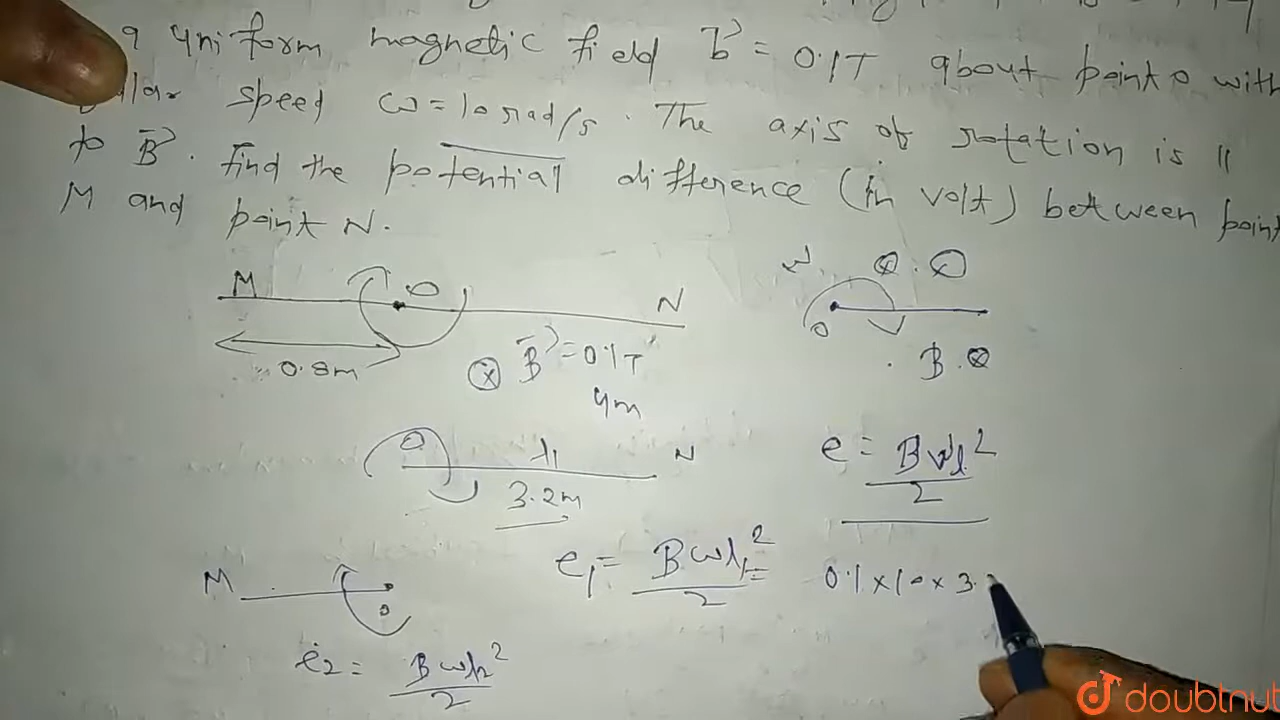 a uniform magnetic field B⃗ = 0.1T about point O with
speed ω = 10 rad/s. The axis of rotation is ||
to B⃗. Find the potential difference (in volt) between point
M and point N.
M O N
0.8m
ⓧ B⃗ = 0.1T
4m
O B ⓧ
O l₁ N
3.2m
e = Bωl²/2
e₁ = Bωl₁²/2 = 0.1 × 10 × 3.
M O
e₂ = Bωl₂²/2
doubtnut